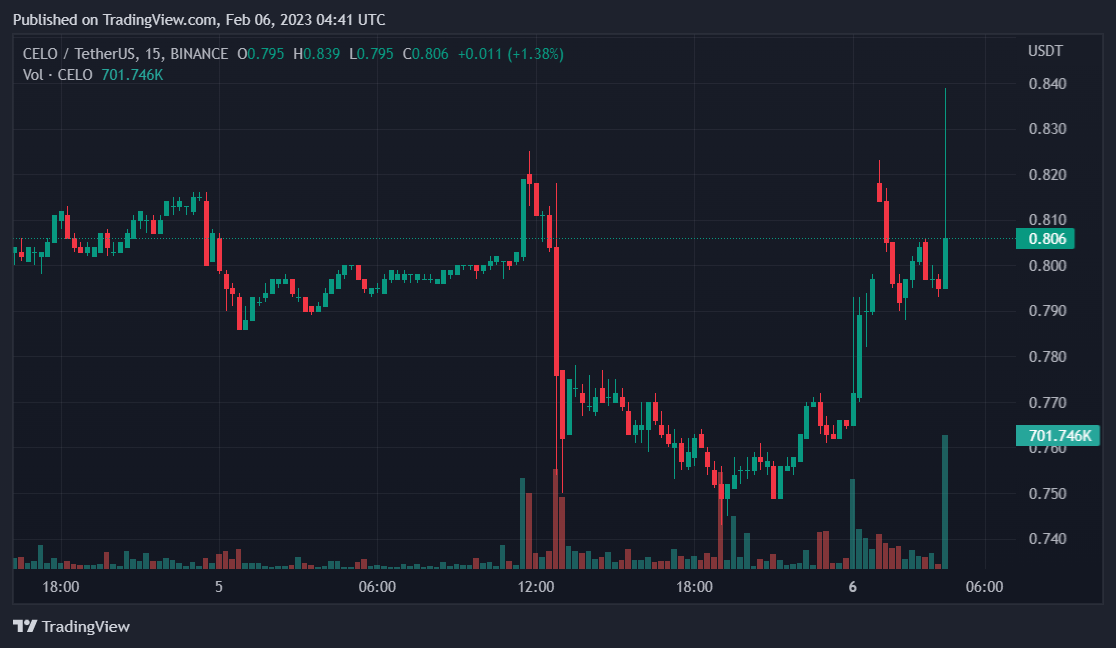 Published on TradingView.com, Feb 06, 2023 04:41 UTC
CELO / TetherUS, 15, BINANCE O0.795 H0.839 L0.795 C0.806 +0.011 (+1.38%)
Vol · CELO 701.746K
USDT
0.840
0.830
0.820
0.810
0.806
0.800
0.790
0.780
0.770
701.746K
0.760
0.750
0.740
18:00 5 06:00 12:00 18:00 6 06:00
TradingView